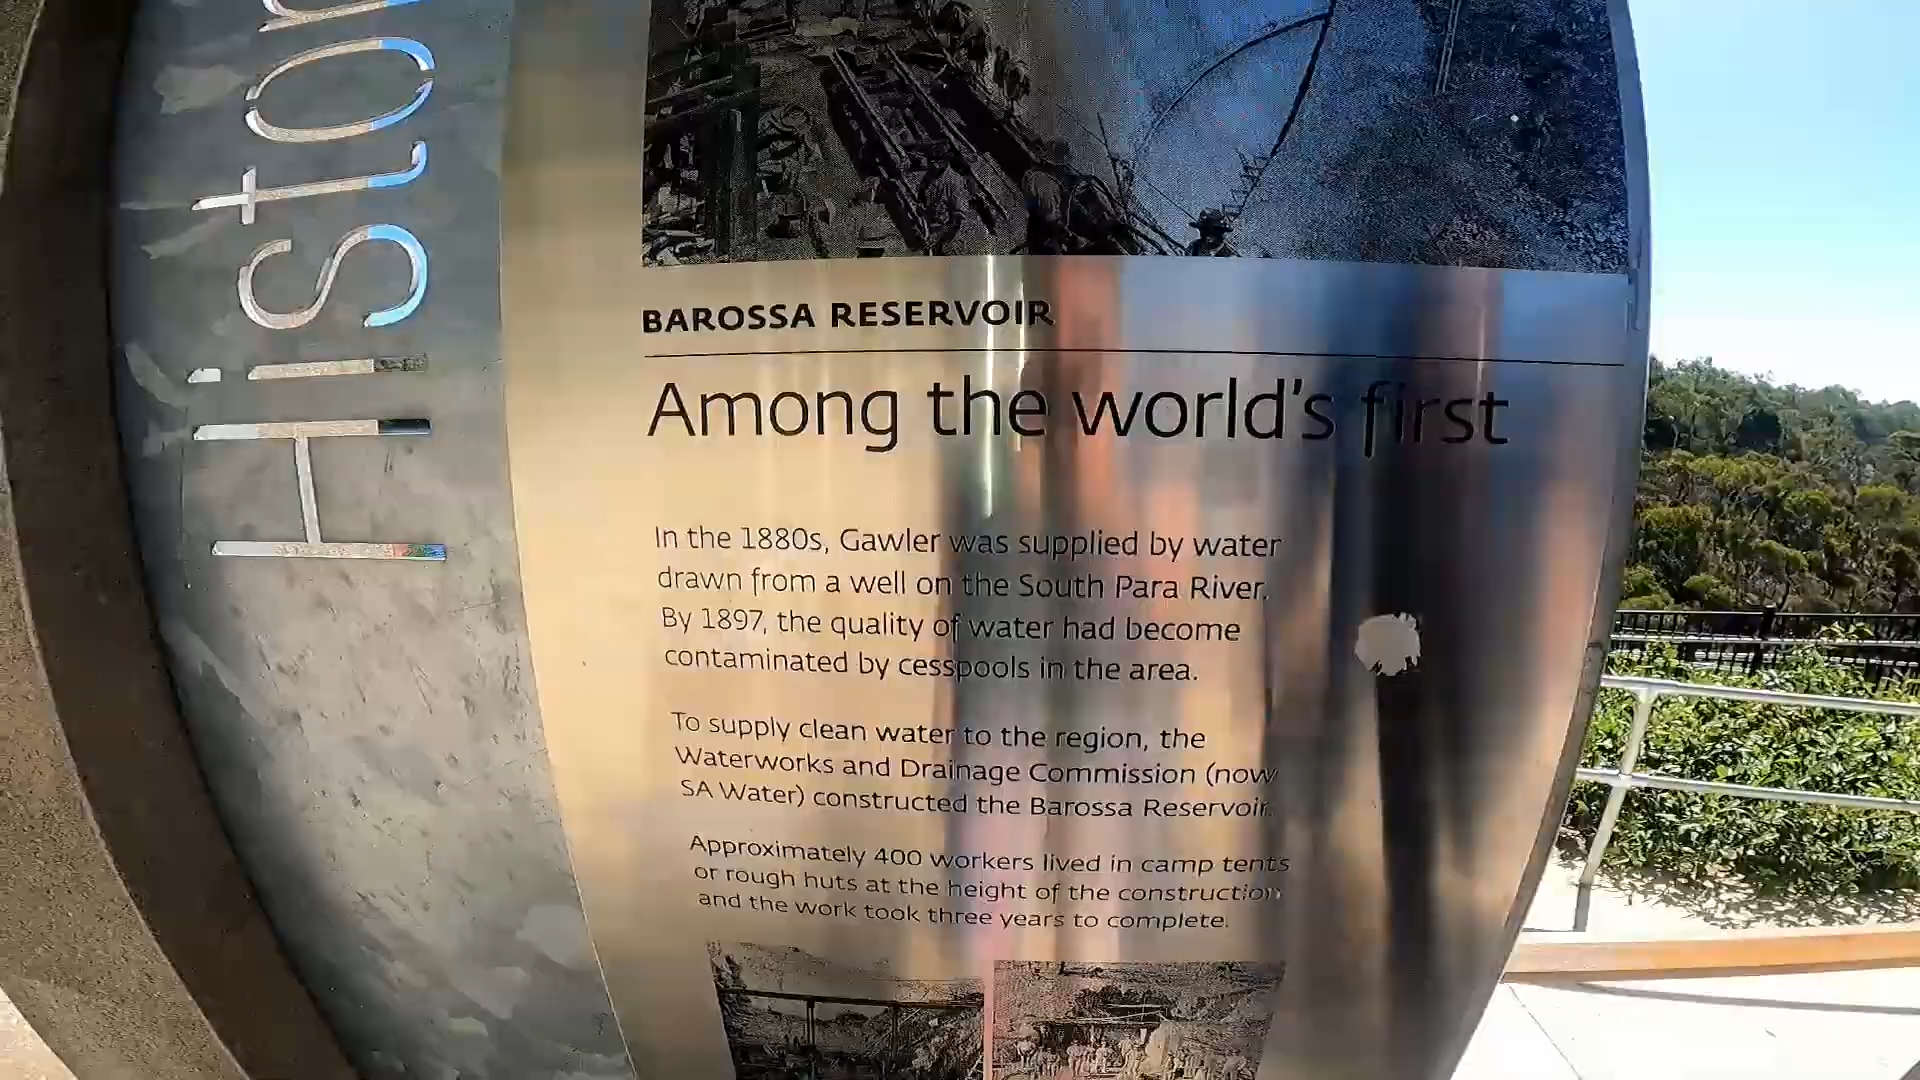 Histor
BAROSSA RESERVOIR
Among the world's first
In the 1880s, Gawler was supplied by water
drawn from a well on the South Para River.
By 1897, the quality of water had become
contaminated by cesspools in the area.
To supply clean water to the region, the
Waterworks and Drainage Commission (now
SA Water) constructed the Barossa Reservoir.
Approximately 400 workers lived in camp tents
or rough huts at the height of the construction
and the work took three years to complete.